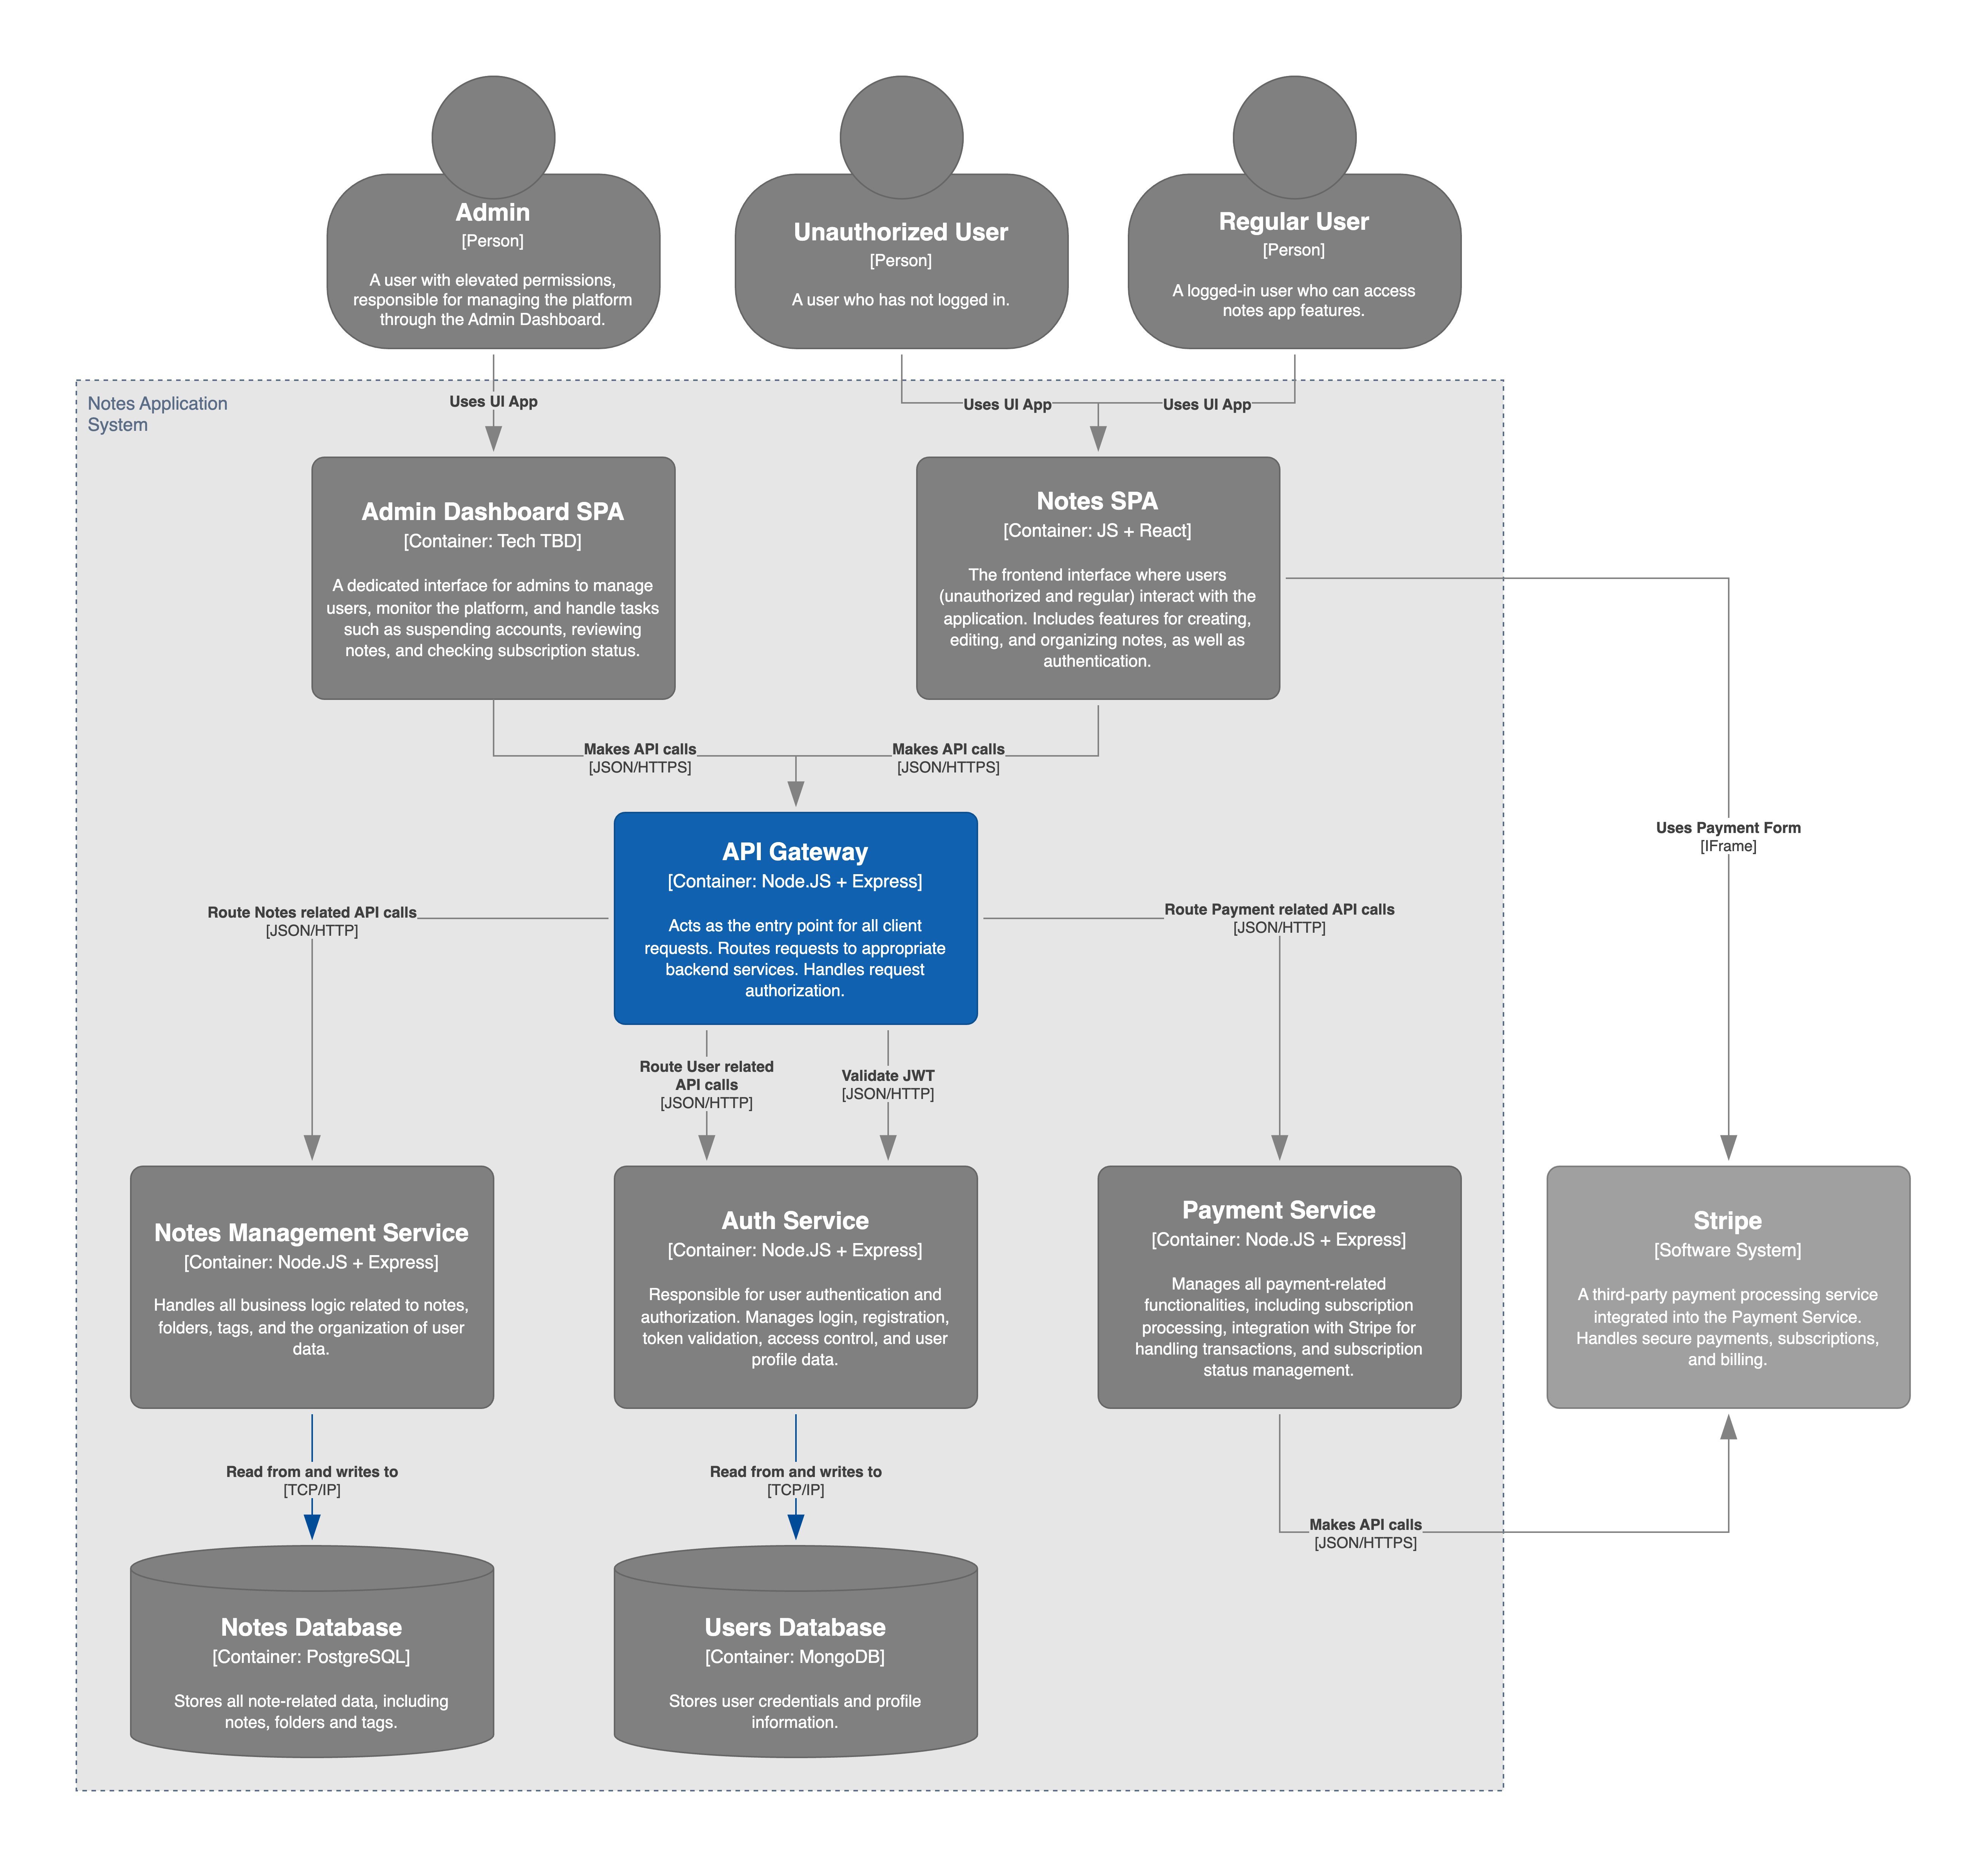 Admin
[Person]
A user with elevated permissions,
responsible for managing the platform
through the Admin Dashboard.
Unauthorized User
[Person]
A user who has not logged in.
Regular User
[Person]
A logged-in user who can access
notes app features.
Notes Application
System
Uses UI App
Uses UI App
Uses UI App
Admin Dashboard SPA
[Container: Tech TBD]
A dedicated interface for admins to manage
users, monitor the platform, and handle tasks
such as suspending accounts, reviewing
notes, and checking subscription status.
Notes SPA
[Container: JS + React]
The frontend interface where users
(unauthorized and regular) interact with the
application. Includes features for creating,
editing, and organizing notes, as well as
authentication.
Makes API calls
[JSON/HTTPS]
Makes API calls
[JSON/HTTPS]
Uses Payment Form
[IFrame]
API Gateway
[Container: Node.JS + Express]
Acts as the entry point for all client
requests. Routes requests to appropriate
backend services. Handles request
authorization.
Route Notes related API calls
[JSON/HTTP]
Route Payment related API calls
[JSON/HTTP]
Route User related
API calls
[JSON/HTTP]
Validate JWT
[JSON/HTTP]
Notes Management Service
[Container: Node.JS + Express]
Handles all business logic related to notes,
folders, tags, and the organization of user
data.
Auth Service
[Container: Node.JS + Express]
Responsible for user authentication and
authorization. Manages login, registration,
token validation, access control, and user
profile data.
Payment Service
[Container: Node.JS + Express]
Manages all payment-related
functionalities, including subscription
processing, integration with Stripe for
handling transactions, and subscription
status management.
Stripe
[Software System]
A third-party payment processing service
integrated into the Payment Service.
Handles secure payments, subscriptions,
and billing.
Read from and writes to
[TCP/IP]
Read from and writes to
[TCP/IP]
Makes API calls
[JSON/HTTPS]
Notes Database
[Container: PostgreSQL]
Stores all note-related data, including
notes, folders and tags.
Users Database
[Container: MongoDB]
Stores user credentials and profile
information.